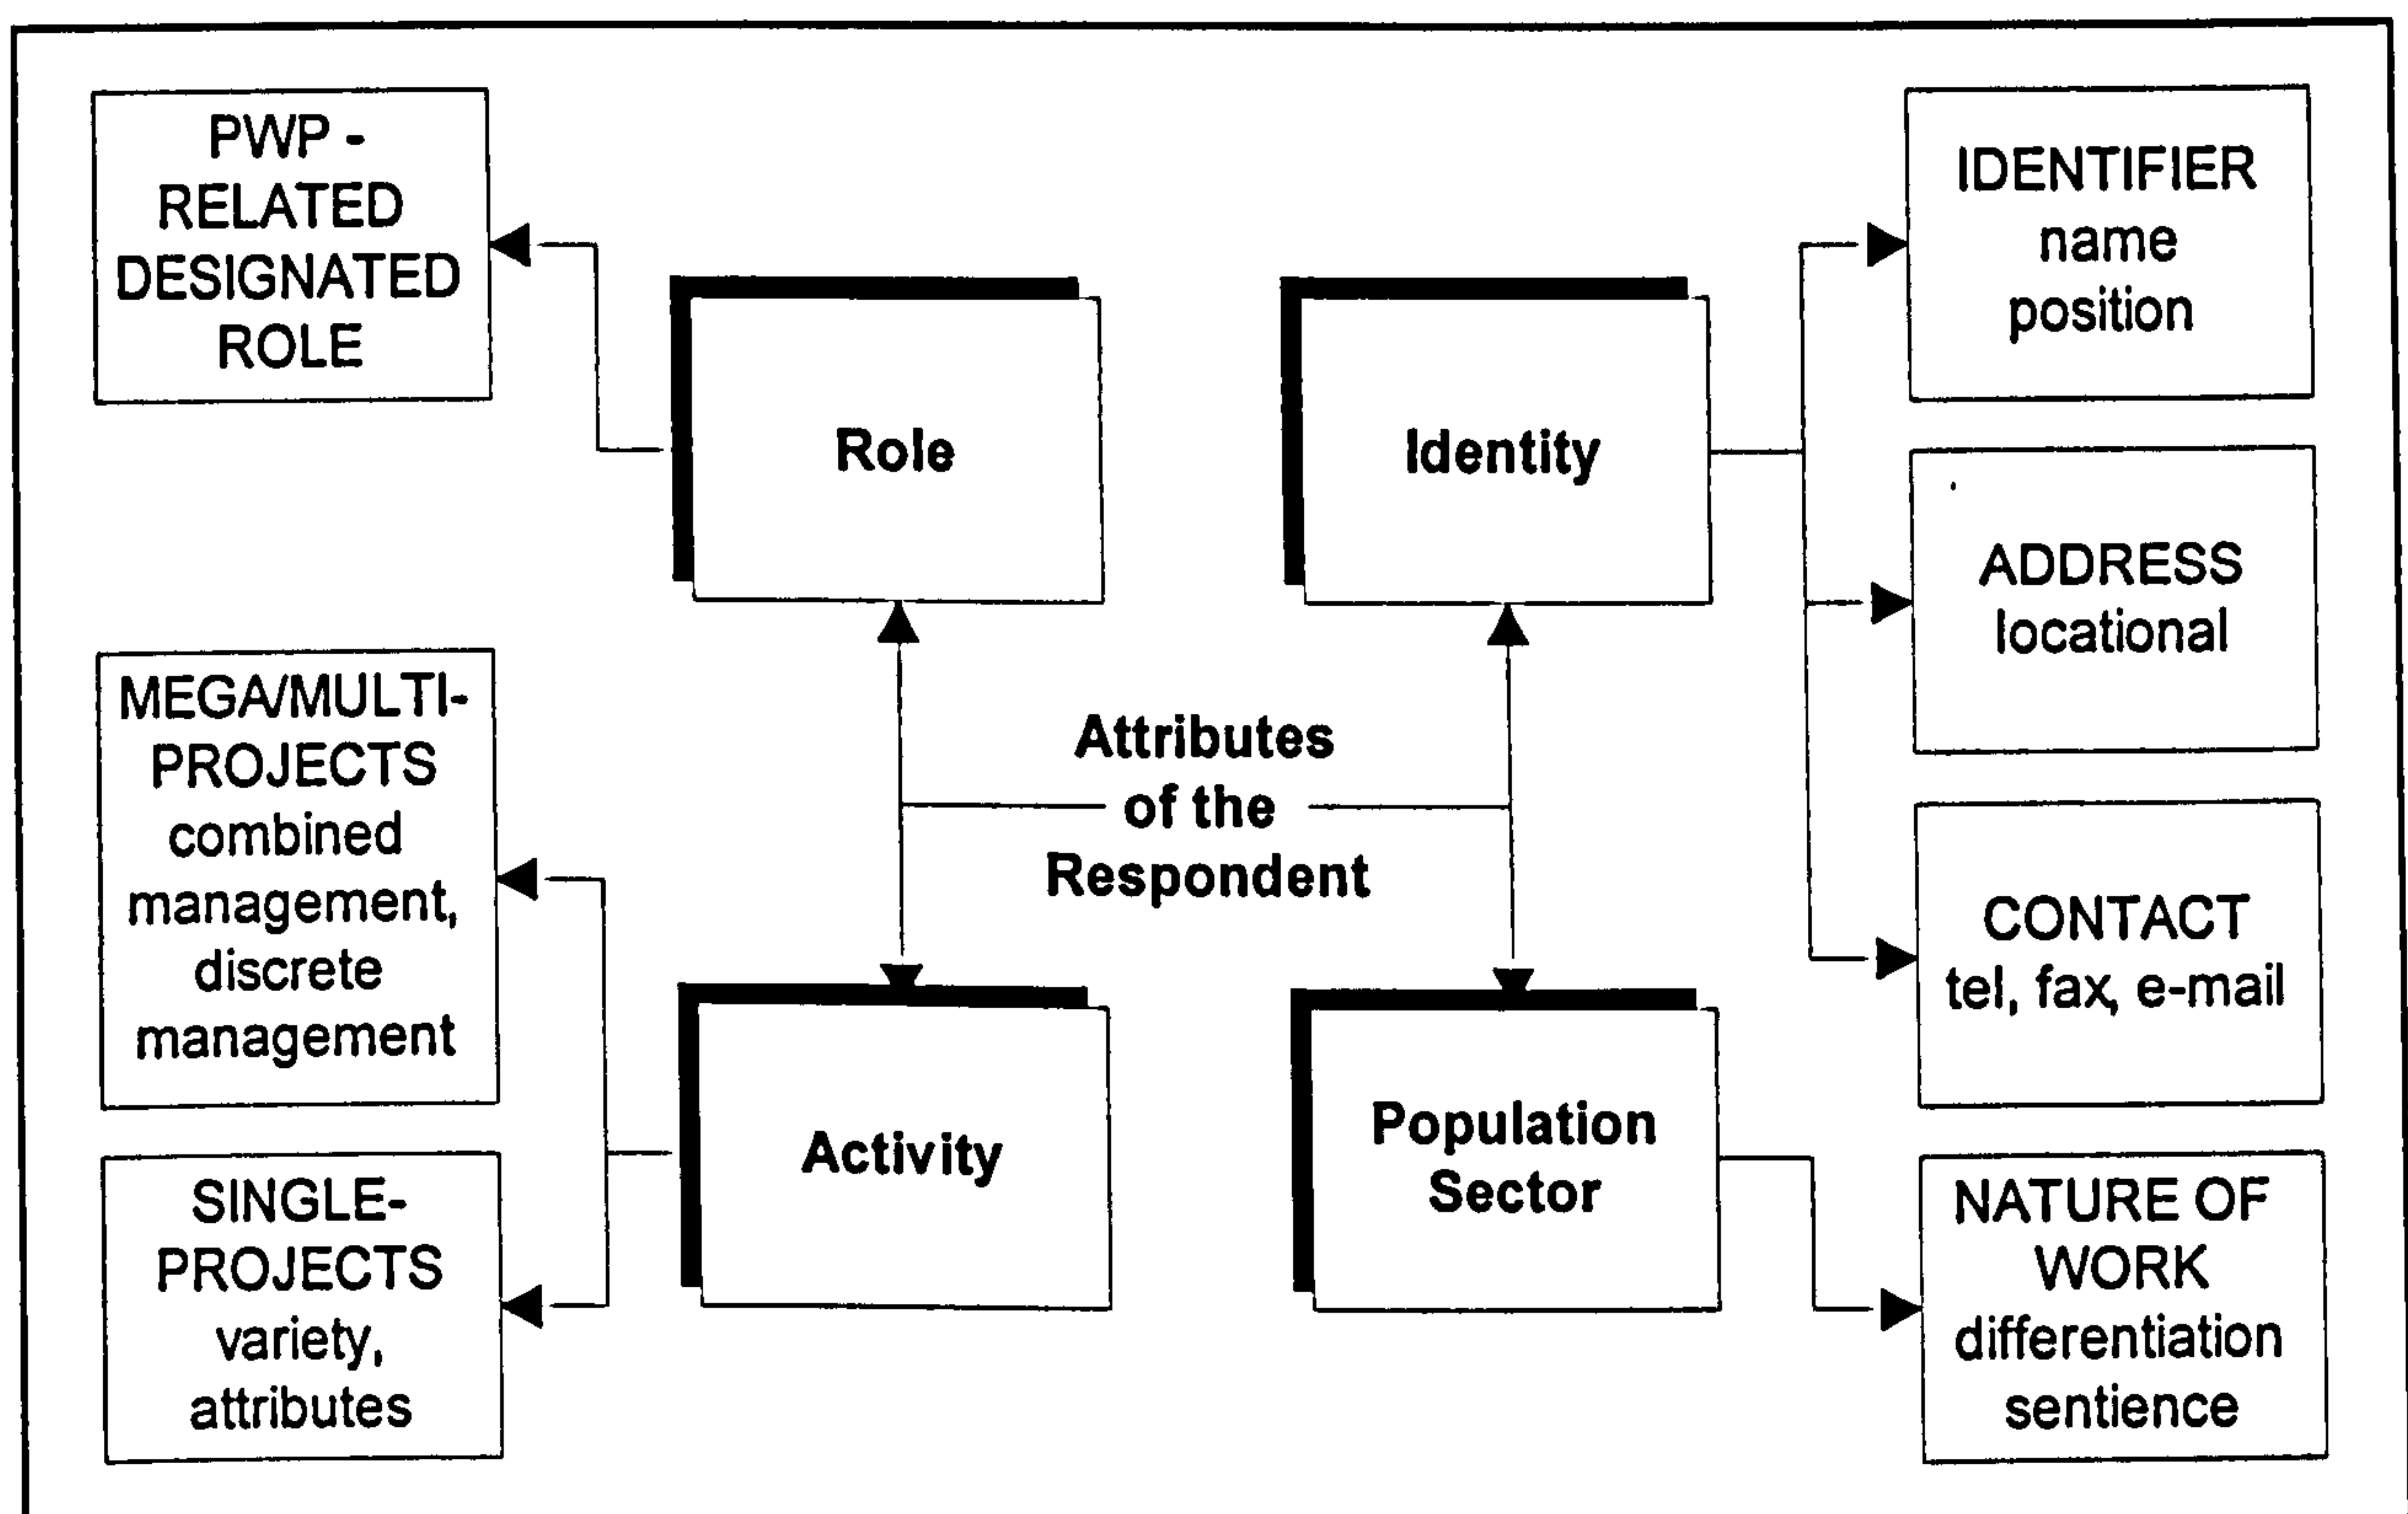 PWP -
RELATED
DESIGNATED
ROLE
IDENTIFIER
name
position
Role
Identity
ADDRESS
locational
MEGA/MULTI-
PROJECTS
combined
management,
discrete
management
Attributes
of the
Respondent
CONTACT
tel, fax, e-mail
Activity
Population
Sector
SINGLE-
PROJECTS
variety,
attributes
NATURE OF
WORK
differentiation
sentience